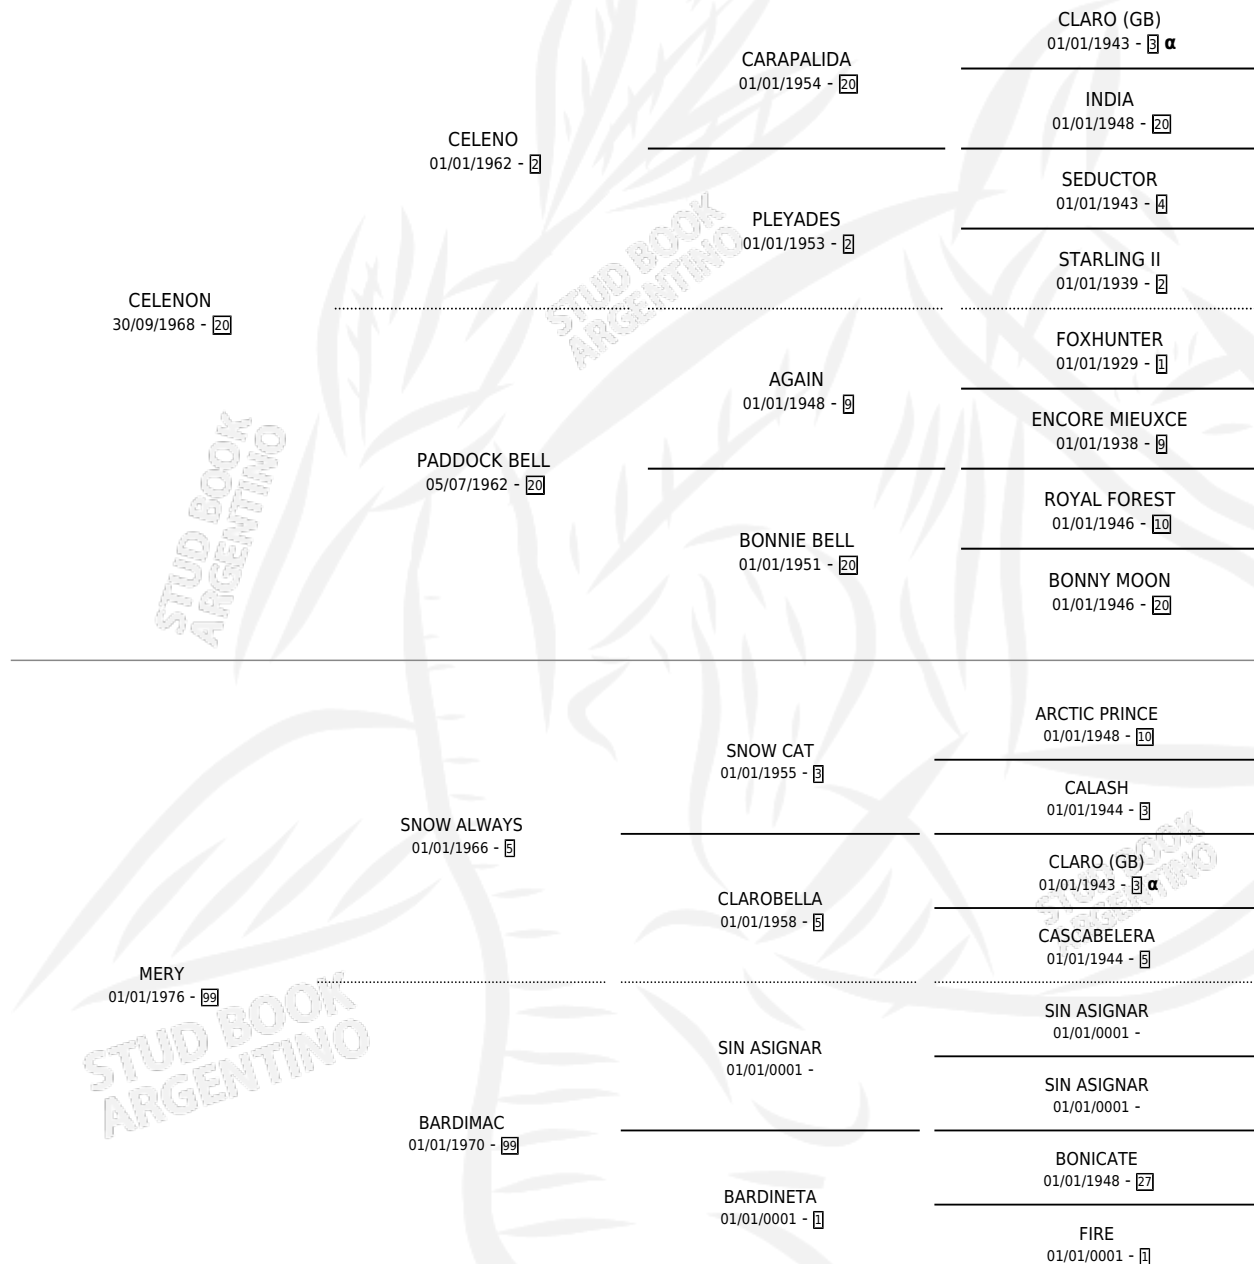 CLARO (GB)
01/01/1943 - 3 α
CARAPALIDA
01/01/1954 - 20
INDIA
01/01/1948 - 20
CELENO
01/01/1962 - 2
SEDUCTOR
01/01/1943 - 4
PLEYADES
01/01/1953 - 2
STARLING II
01/01/1939 - 2
STUD BOOK
ARGENTINO
CELENON
30/09/1968 - 20
FOXHUNTER
01/01/1929 - 1
AGAIN
01/01/1948 - 9
ENCORE MIEUXCE
01/01/1938 - 9
PADDOCK BELL
05/07/1962 - 20
ROYAL FOREST
01/01/1946 - 10
BONNIE BELL
01/01/1951 - 20
BONNY MOON
01/01/1946 - 20
STUD BOOK
ARGENTINO
ARCTIC PRINCE
01/01/1948 - 10
SNOW CAT
01/01/1955 - 3
CALASH
01/01/1944 - 3
SNOW ALWAYS
01/01/1966 - 5
CLARO (GB)
01/01/1943 - 3 α
CLAROBELLA
01/01/1958 - 5
CASCABELERA
01/01/1944 - 5
STUD BOOK
ARGENTINO
MERY
01/01/1976 - 99
SIN ASIGNAR
01/01/0001 -
SIN ASIGNAR
01/01/0001 -
SIN ASIGNAR
01/01/0001 -
BARDIMAC
01/01/1970 - 99
BONICATE
01/01/1948 - 27
BARDINETA
01/01/0001 - 1
FIRE
01/01/0001 - 1
STUD BOOK
ARGENTINO